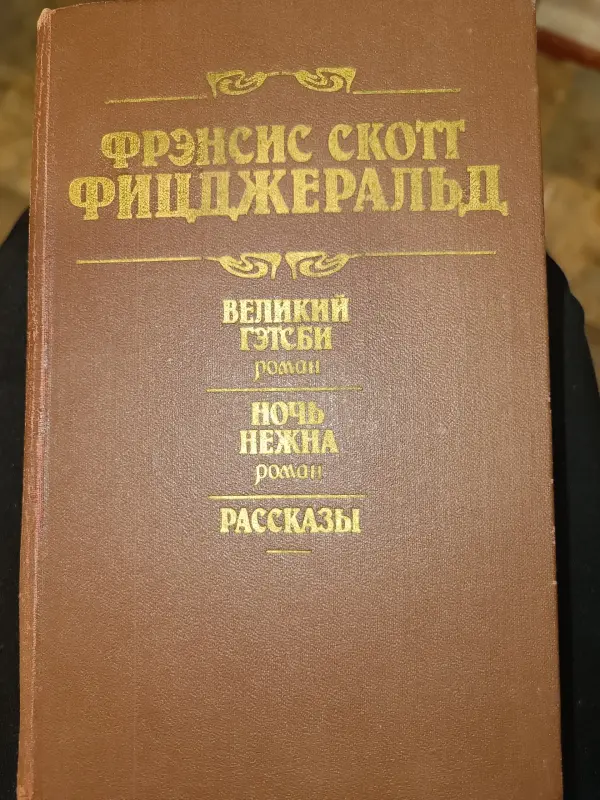 ФРЭНСИС СКОТТ
ФИЦДЖЕРАЛЬД
ВЕЛИКИЙ
ГЭТСБИ
роман
НОЧЬ
НЕЖНА
роман
РАССКАЗЫ